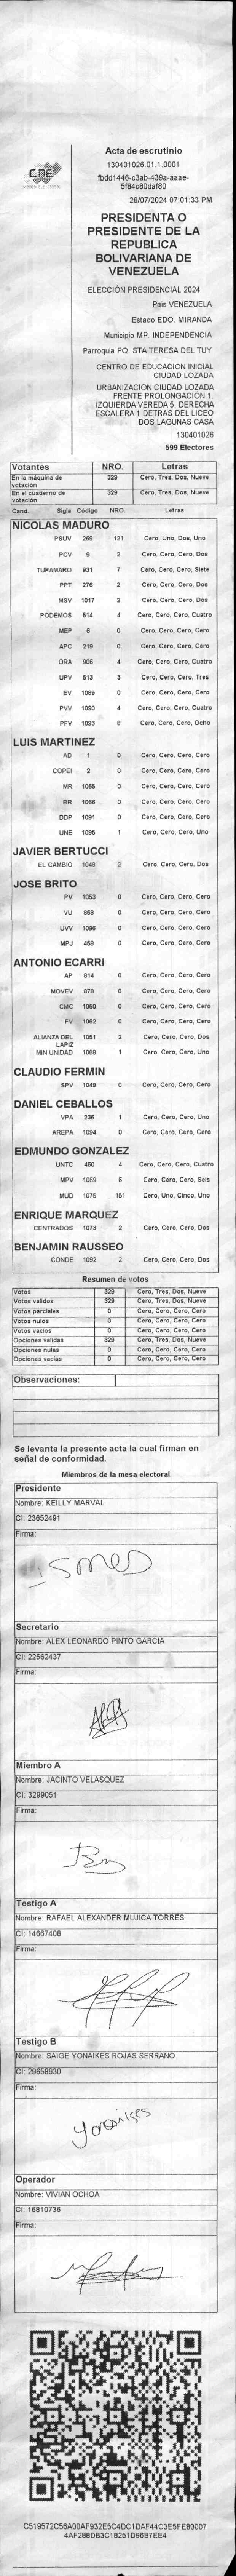 CNE
Acta de escrutinio
130401026.01.1.0001
fbdd1446-c3ab-439a-aaae-
5f84c80daf80
28/07/2024 07:01:33 PM
PRESIDENTA O
PRESIDENTE DE LA
REPUBLICA
BOLIVARIANA DE
VENEZUELA
ELECCIÓN PRESIDENCIAL 2024
Pais VENEZUELA
Estado EDO. MIRANDA
Municipio MP. INDEPENDENCIA
Parroquia PQ. STA TERESA DEL TUY
CENTRO DE EDUCACION INICIAL
CIUDAD LOZADA
URBANIZACION CIUDAD LOZADA
FRENTE PROLONGACIÓN 1.
IZQUIERDA VEREDA 5. DERECHA
ESCALERA 1 DETRAS DEL LICEO
DOS LAGUNAS CASA
130401026
599 Electores
Votantes NRO. Letras
En la máquina de votación 329 Cero, Tres, Dos, Nueve
En el cuaderno de votación 329 Cero, Tres, Dos, Nueve
Cand. Sigla Código NRO. Letras
NICOLAS MADURO
PSUV 269 121 Cero, Uno, Dos, Uno
PCV 9 2 Cero, Cero, Cero, Dos
TUPAMARO 931 7 Cero, Cero, Cero, Siete
PPT 276 2 Cero, Cero, Cero, Dos
MSV 1017 2 Cero, Cero, Cero, Dos
PODEMOS 514 4 Cero, Cero, Cero, Cuatro
MEP 6 0 Cero, Cero, Cero, Cero
APC 219 0 Cero, Cero, Cero, Cero
ORA 906 4 Cero, Cero, Cero, Cuatro
UPV 513 3 Cero, Cero, Cero, Tres
EV 1089 0 Cero, Cero, Cero, Cero
PVV 1090 4 Cero, Cero, Cero, Cuatro
PFV 1093 8 Cero, Cero, Cero, Ocho
LUIS MARTINEZ
AD 1 0 Cero, Cero, Cero, Cero
COPEI 2 0 Cero, Cero, Cero, Cero
MR 1065 0 Cero, Cero, Cero, Cero
BR 1066 0 Cero, Cero, Cero, Cero
DDP 1091 0 Cero, Cero, Cero, Cero
UNE 1095 1 Cero, Cero, Cero, Uno
JAVIER BERTUCCI
EL CAMBIO 1048 2 Cero, Cero, Cero, Dos
JOSE BRITO
PV 1053 0 Cero, Cero, Cero, Cero
VU 868 0 Cero, Cero, Cero, Cero
UVV 1096 0 Cero, Cero, Cero, Cero
MPJ 458 0 Cero, Cero, Cero, Cero
ANTONIO ECARRI
AP 814 0 Cero, Cero, Cero, Cero
MOVEV 878 0 Cero, Cero, Cero, Cero
CMC 1050 0 Cero, Cero, Cero, Cero
FV 1062 0 Cero, Cero, Cero, Cero
ALIANZA DEL LAPIZ 1051 2 Cero, Cero, Cero, Dos
MIN UNIDAD 1068 1 Cero, Cero, Cero, Uno
CLAUDIO FERMIN
SPV 1049 0 Cero, Cero, Cero, Cero
DANIEL CEBALLOS
VPA 236 1 Cero, Cero, Cero, Uno
AREPA 1094 0 Cero, Cero, Cero, Cero
EDMUNDO GONZALEZ
UNTC 460 4 Cero, Cero, Cero, Cuatro
MPV 1069 6 Cero, Cero, Cero, Seis
MUD 1075 151 Cero, Uno, Cinco, Uno
ENRIQUE MARQUEZ
CENTRADOS 1073 2 Cero, Cero, Cero, Dos
BENJAMIN RAUSSEO
CONDE 1092 2 Cero, Cero, Cero, Dos
Resumen de votos
Votos 329 Cero, Tres, Dos, Nueve
Votos validos 329 Cero, Tres, Dos, Nueve
Votos parciales 0 Cero, Cero, Cero, Cero
Votos nulos 0 Cero, Cero, Cero, Cero
Votos vacios 0 Cero, Cero, Cero, Cero
Opciones validas 329 Cero, Tres, Dos, Nueve
Opciones nulas 0 Cero, Cero, Cero, Cero
Opciones vacias 0 Cero, Cero, Cero, Cero
Observaciones:
Se levanta la presente acta la cual firman en
señal de conformidad.
Miembros de la mesa electoral
Presidente
Nombre: KEILLY MARVAL
CI: 23652491
Firma:
Secretario
Nombre: ALEX LEONARDO PINTO GARCIA
CI: 22562437
Firma:
Miembro A
Nombre: JACINTO VELASQUEZ
CI: 3299051
Firma:
Testigo A
Nombre: RAFAEL ALEXANDER MUJICA TORRES
CI: 14667408
Firma:
Testigo B
Nombre: SAIGE YONAIKES ROJAS SERRANO
CI: 29658930
Firma:
Yonaikes
Operador
Nombre: VIVIAN OCHOA
CI: 16810736
Firma:
C519572C56A00AF932E5C4DC1DAF44C3E5FE80007
4AF288DB3C18251D96B7EE4